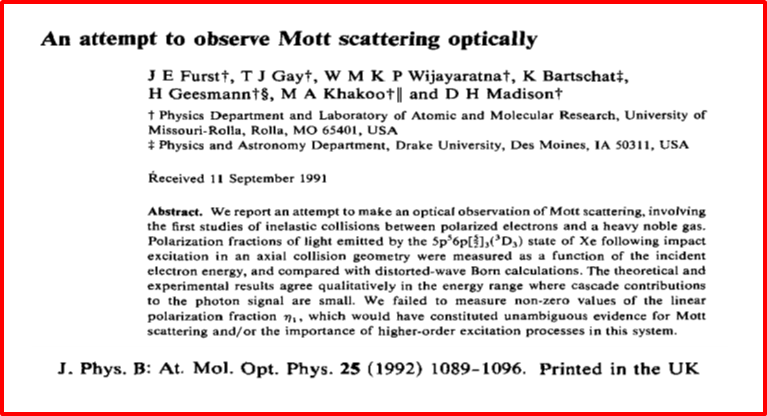 An attempt to observe Mott scattering optically
J E Furst†, T J Gay†, W M K P Wijayaratna†, K Bartschat‡,
H Geesmann†§, M A Khakoo†∥ and D H Madison†
† Physics Department and Laboratory of Atomic and Molecular Research, University of
Missouri-Rolla, Rolla, MO 65401, USA
‡ Physics and Astronomy Department, Drake University, Des Moines, IA 50311, USA
Received 11 September 1991
Abstract. We report an attempt to make an optical observation of Mott scattering, involving
the first studies of inelastic collisions between polarized electrons and a heavy noble gas.
Polarization fractions of light emitted by the 5p⁵6p[5/2]₃(³D₃) state of Xe following impact
excitation in an axial collision geometry were measured as a function of the incident
electron energy, and compared with distorted-wave Born calculations. The theoretical and
experimental results agree qualitatively in the energy range where cascade contributions
to the photon signal are small. We failed to measure non-zero values of the linear
polarization fraction η₁, which would have constituted unambiguous evidence for Mott
scattering and/or the importance of higher-order excitation processes in this system.
J. Phys. B: At. Mol. Opt. Phys. 25 (1992) 1089-1096. Printed in the UK